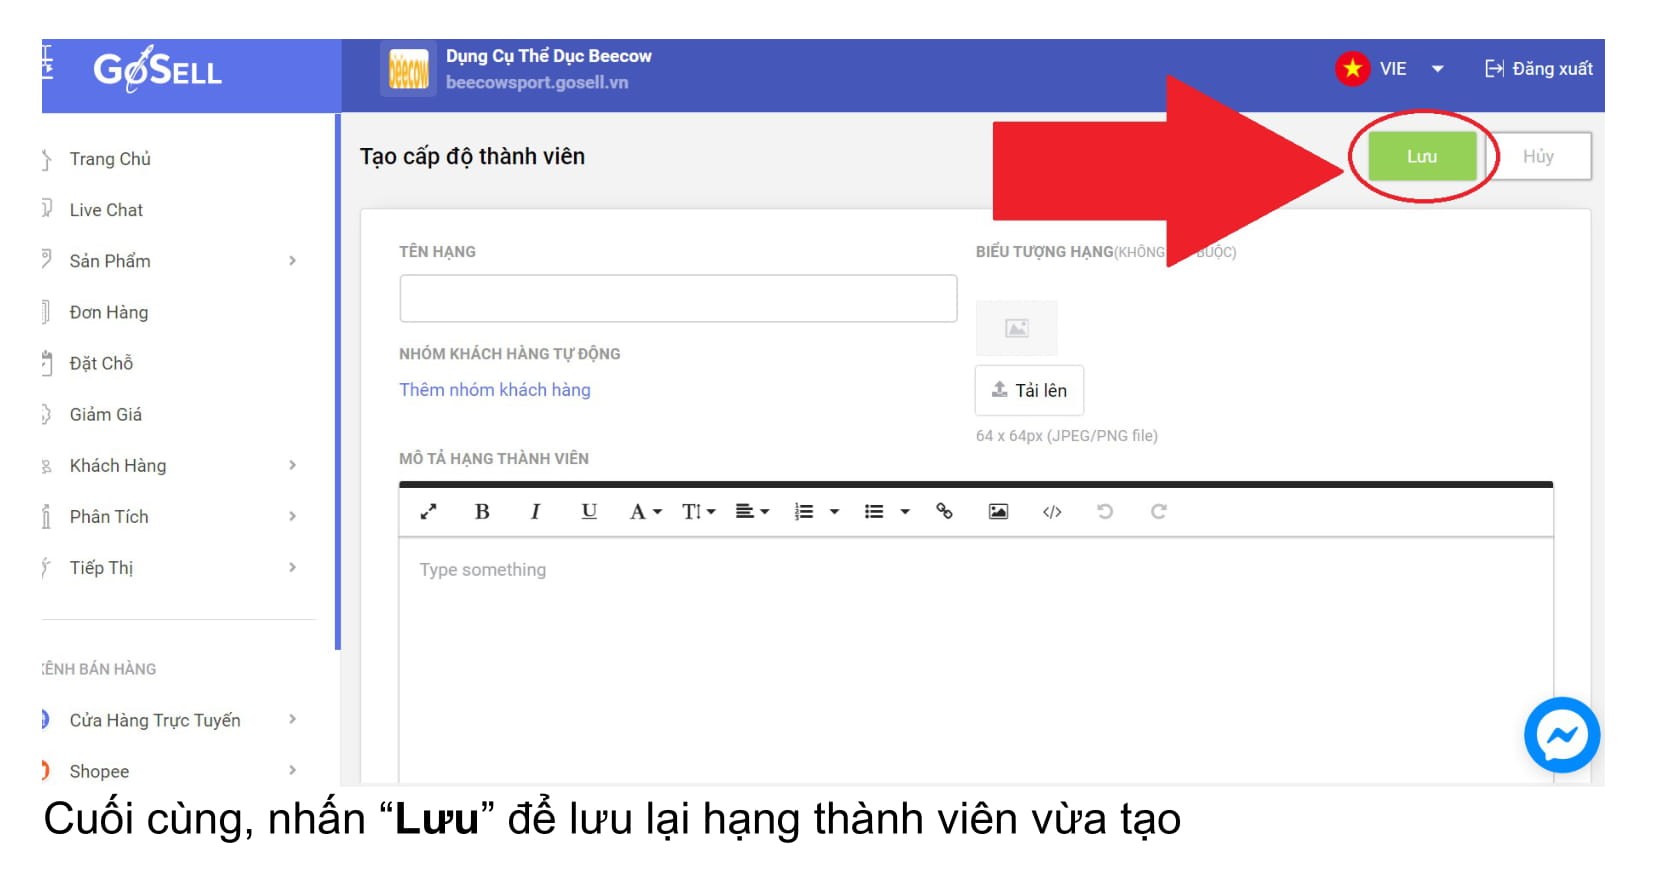 GoSELL
Dụng Cụ Thể Dục Beecow
beecow
beecowsport.gosell.vn
VIE
Đăng xuất
Trang Chủ
Live Chat
Sản Phẩm
Đơn Hàng
Đặt Chỗ
Giảm Giá
Khách Hàng
Phân Tích
Tiếp Thị
KÊNH BÁN HÀNG
Cửa Hàng Trực Tuyến
Shopee
Tạo cấp độ thành viên
Lưu
Hủy
TÊN HẠNG
BIỂU TƯỢNG HẠNG(KHÔNG BUỘC)
NHÓM KHÁCH HÀNG TỰ ĐỘNG
Thêm nhóm khách hàng
Tải lên
64 x 64px (JPEG/PNG file)
MÔ TẢ HẠNG THÀNH VIÊN
B I U A T
Type something
Cuối cùng, nhấn “Lưu” để lưu lại hạng thành viên vừa tạo